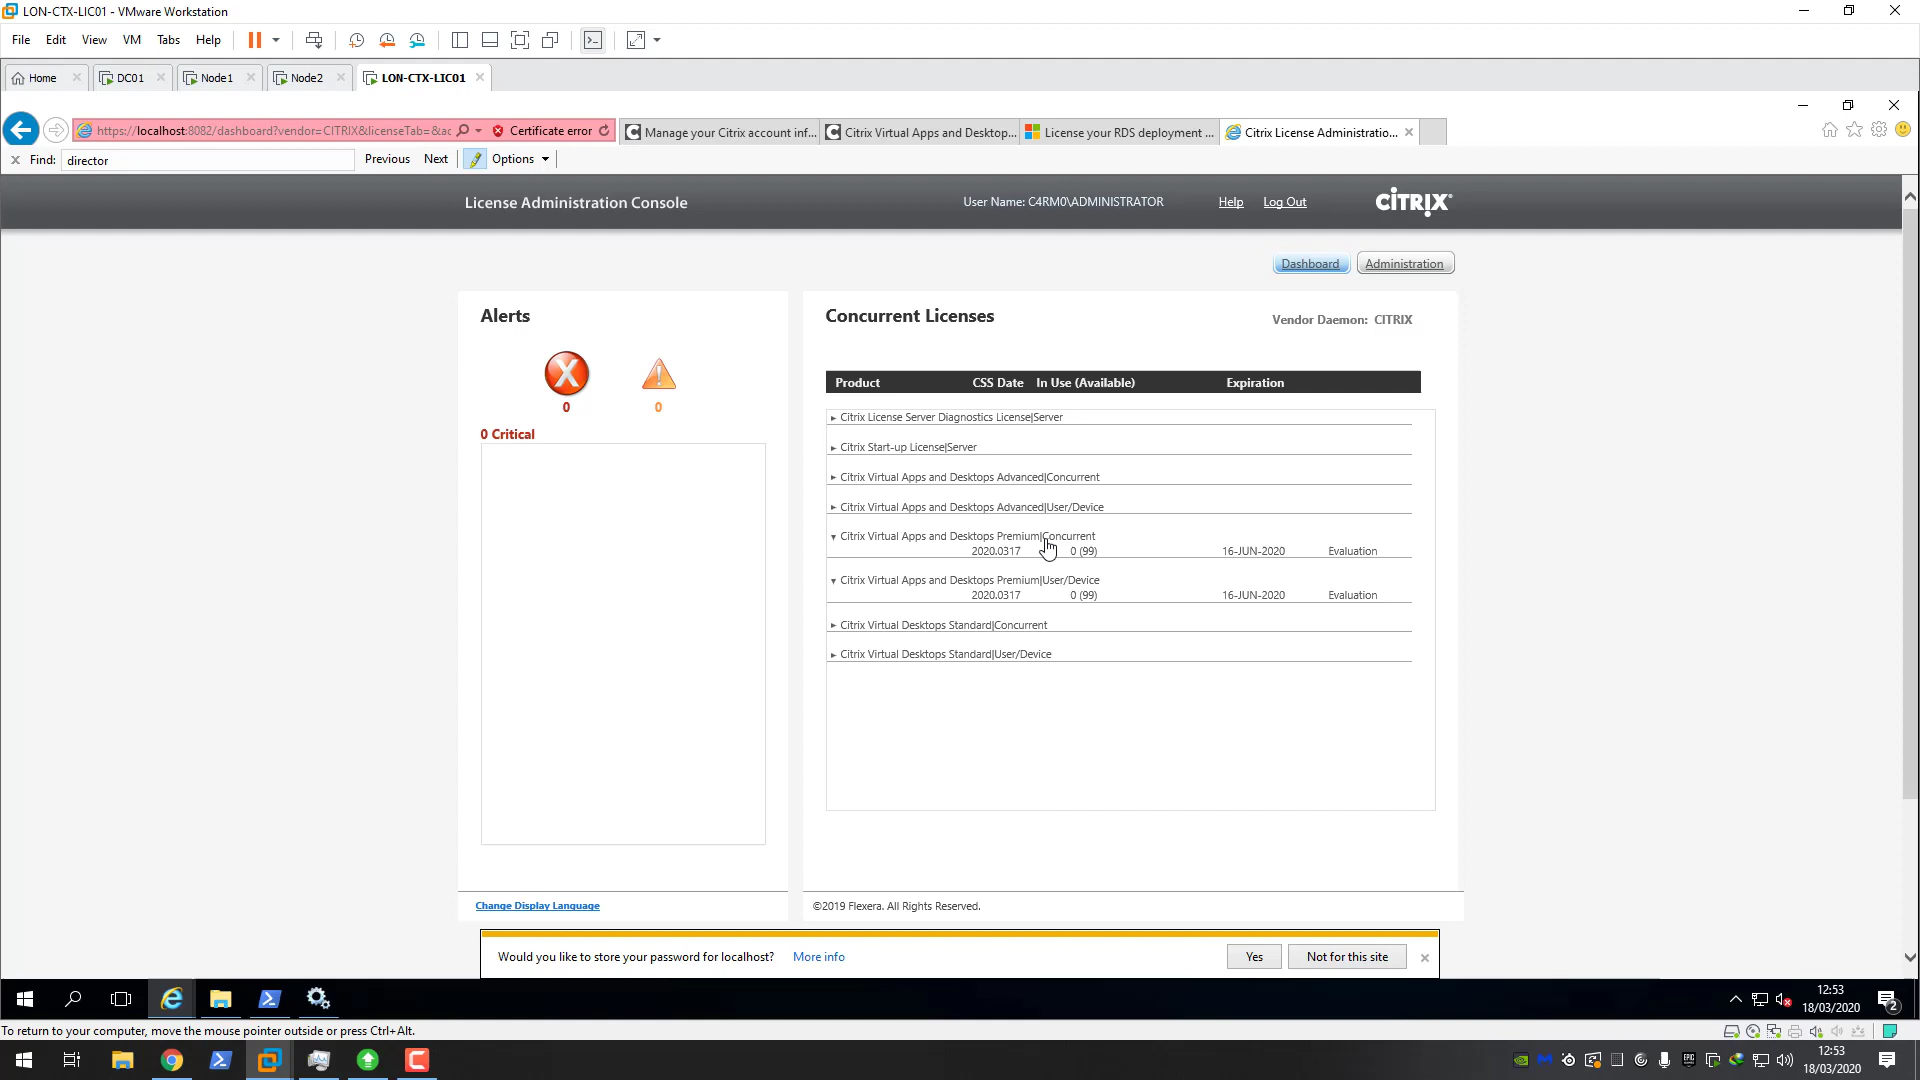 LON-CTX-LIC01 - VMware Workstation
File Edit View VM Tabs Help
Home DC01 Node1 Node2 LON-CTX-LIC01
https://localhost:8082/dashboard?vendor=CITRIX&licenseTab=&ac Certificate error Manage your Citrix account inf... Citrix Virtual Apps and Desktop... License your RDS deployment ... Citrix License Administratio...
Find: director Previous Next Options
License Administration Console User Name: C4RM0\ADMINISTRATOR Help Log Out CITRIX
Dashboard Administration
Alerts Concurrent Licenses Vendor Daemon: CITRIX
Product CSS Date In Use (Available) Expiration
0 0
0 Critical
Citrix License Server Diagnostics License|Server
Citrix Start-up License|Server
Citrix Virtual Apps and Desktops Advanced|Concurrent
Citrix Virtual Apps and Desktops Advanced|User/Device
Citrix Virtual Apps and Desktops Premium|Concurrent
2020.0317 0 (99) 16-JUN-2020 Evaluation
Citrix Virtual Apps and Desktops Premium|User/Device
2020.0317 0 (99) 16-JUN-2020 Evaluation
Citrix Virtual Desktops Standard|Concurrent
Citrix Virtual Desktops Standard|User/Device
Change Display Language ©2019 Flexera. All Rights Reserved.
Would you like to store your password for localhost? More info Yes Not for this site
12:53
18/03/2020
2
To return to your computer, move the mouse pointer outside or press Ctrl+Alt.
12:53
18/03/2020